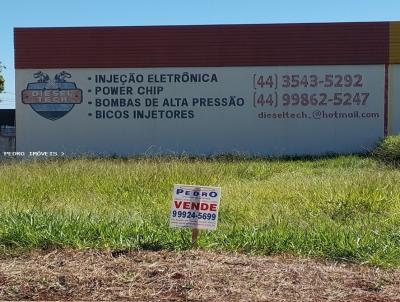 DIESEL
TECH
• INJEÇÃO ELETRÔNICA
• POWER CHIP
• BOMBAS DE ALTA PRESSÃO
• BICOS INJETORES
(44) 3543-5292
(44) 99862-5247
dieseltech_@hotmail.com
PEDRO IMÓVEIS
PEDRO
VENDE
99924-5699